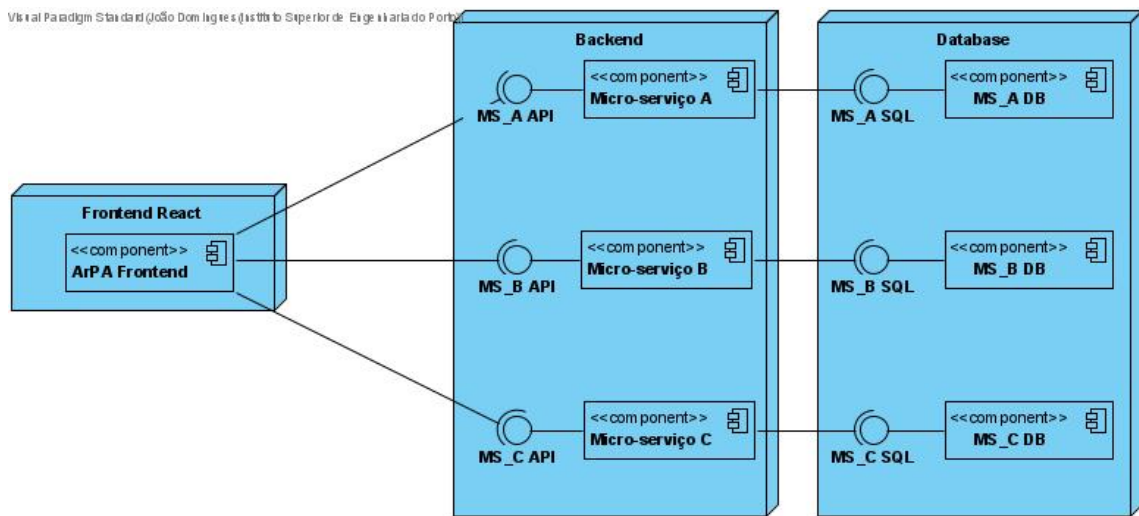 Visual Paradigm Standard (João Domingues (Instituto Superior de Engenharia do Porto))
Backend
Database
<<component>>
Micro-serviço A
MS_A API
<<component>>
MS_A DB
MS_A SQL
Frontend React
<<component>>
ArPA Frontend
<<component>>
Micro-serviço B
MS_B API
<<component>>
MS_B DB
MS_B SQL
<<component>>
Micro-serviço C
MS_C API
<<component>>
MS_C DB
MS_C SQL